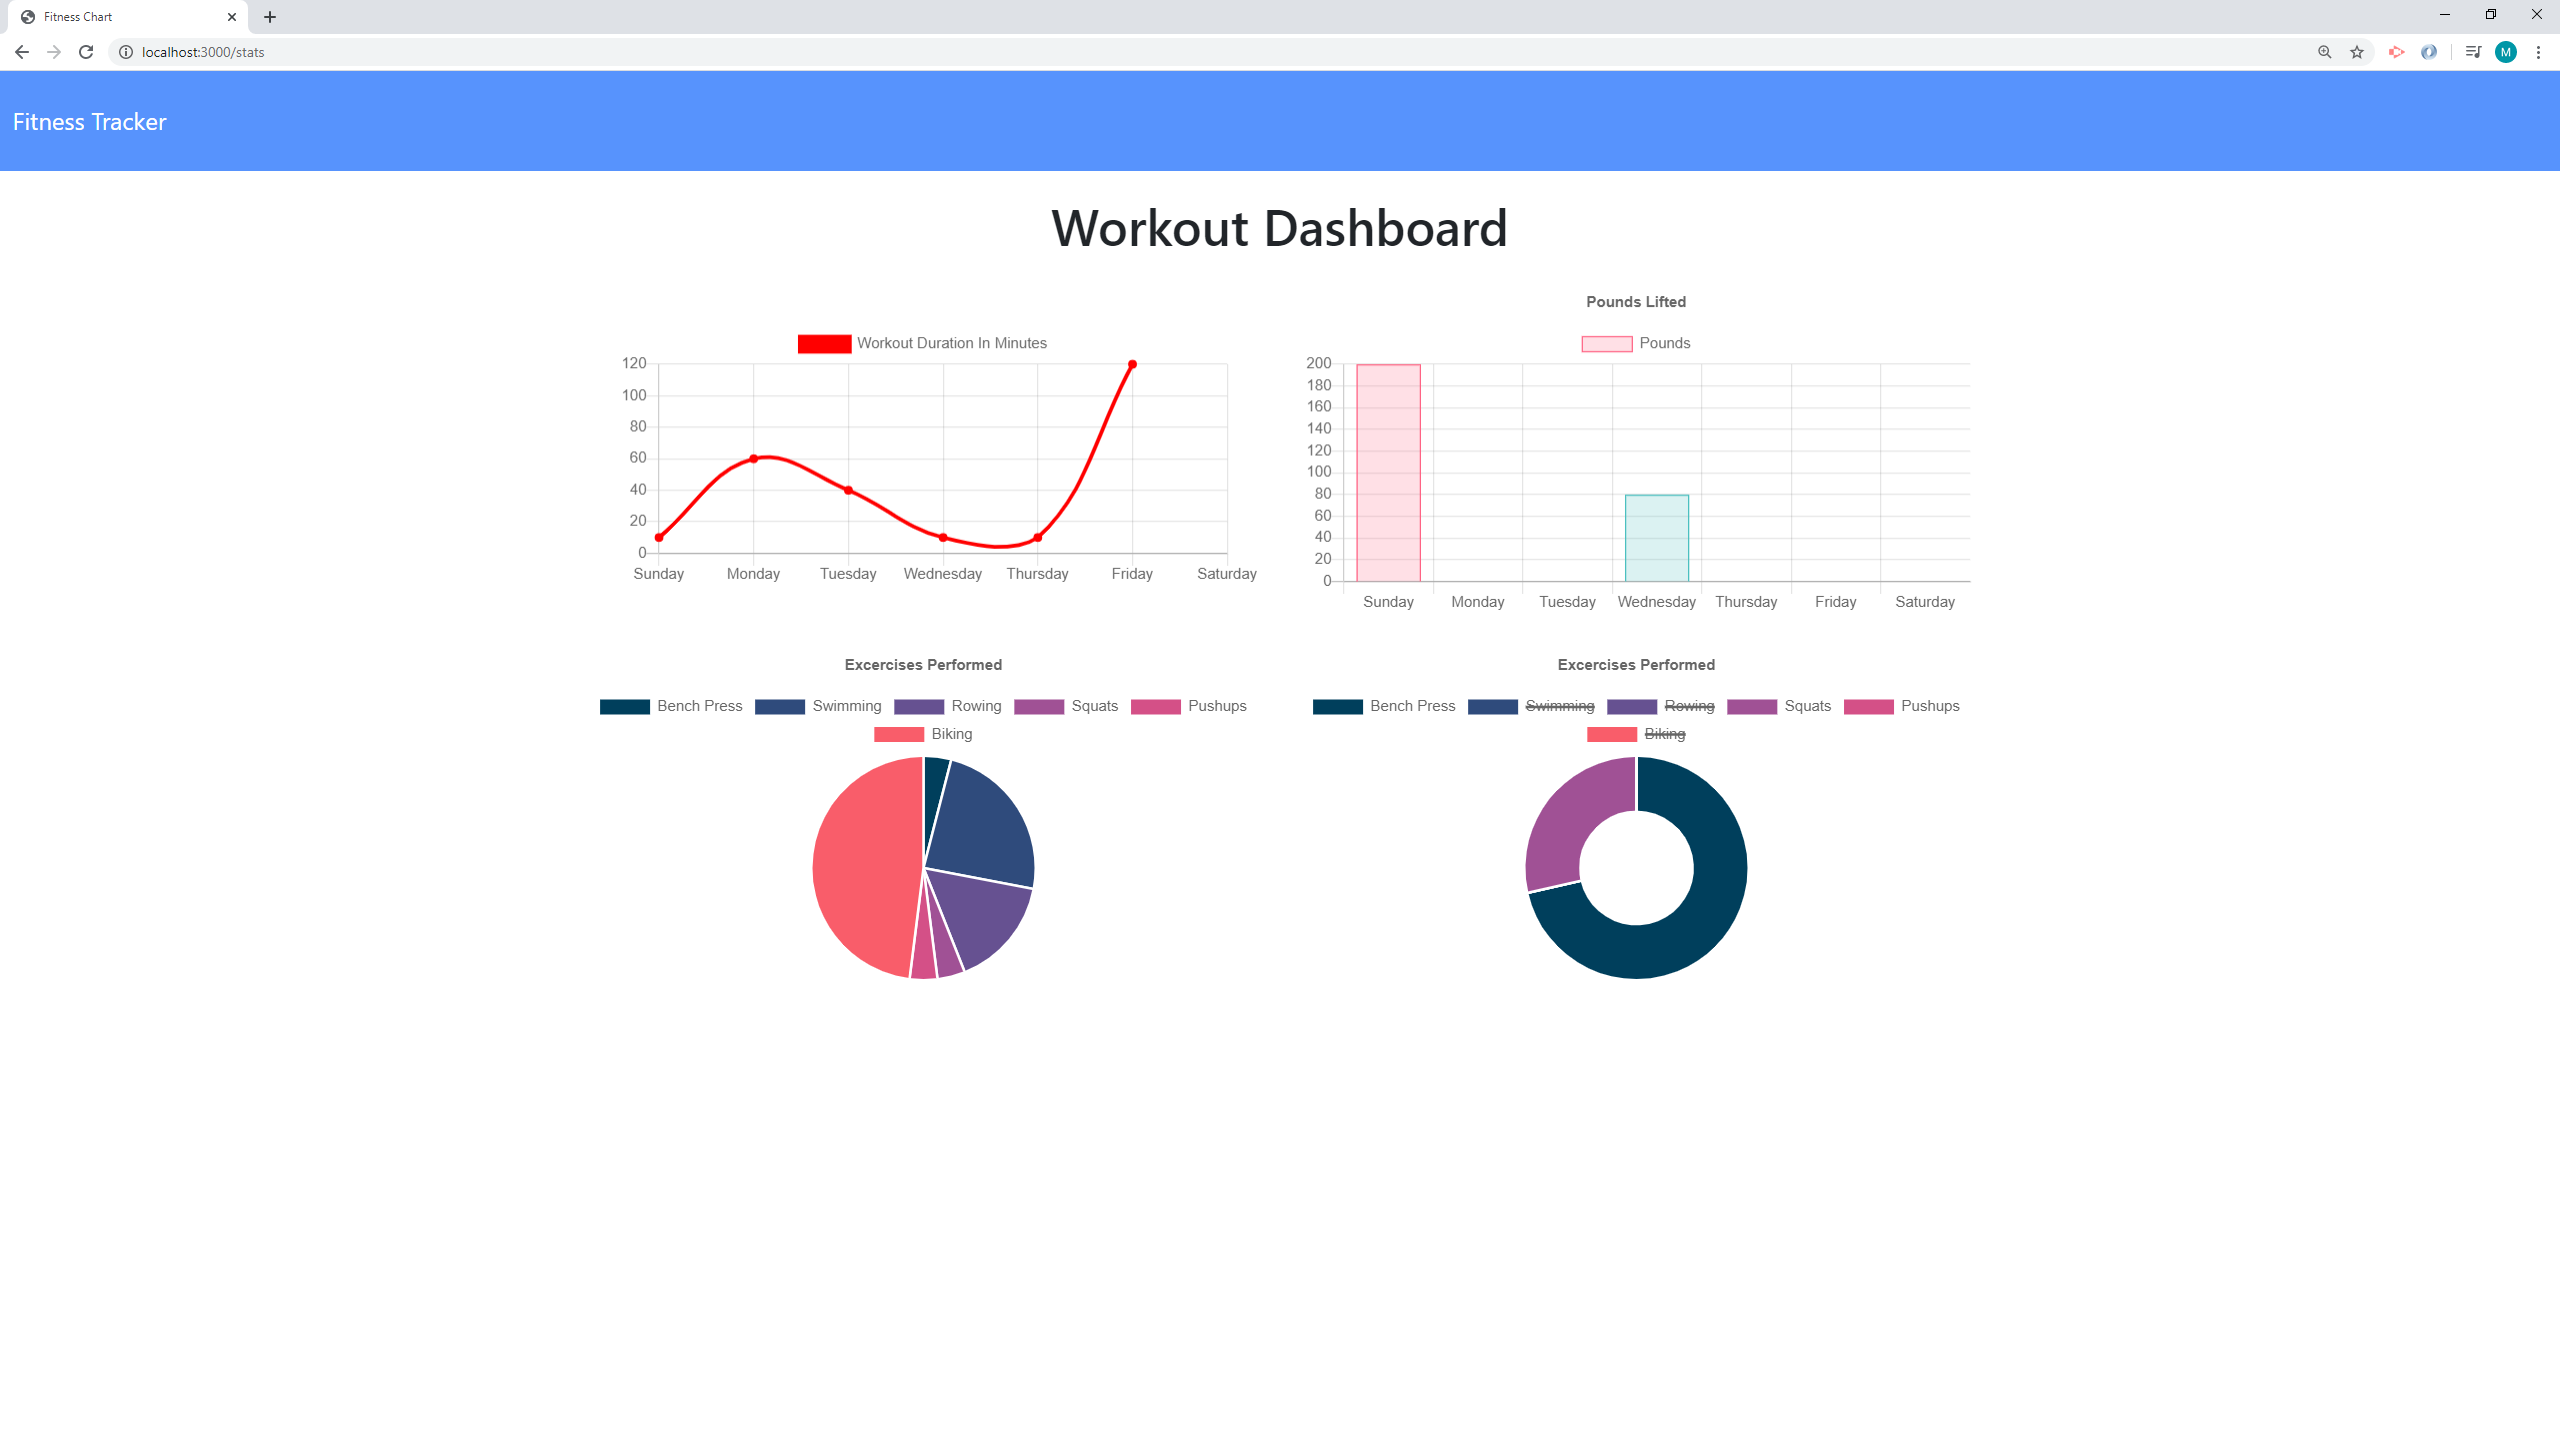 Fitness Chart
localhost:3000/stats
M
Fitness Tracker
Workout Dashboard
Workout Duration In Minutes
120
100
80
60
40
20
0
Sunday Monday Tuesday Wednesday Thursday Friday Saturday
Pounds Lifted
Pounds
200
180
160
140
120
100
80
60
40
20
0
Sunday Monday Tuesday Wednesday Thursday Friday Saturday
Excercises Performed
Bench Press Swimming Rowing Squats Pushups
Biking
Excercises Performed
Bench Press Swimming Rowing Squats Pushups
Biking